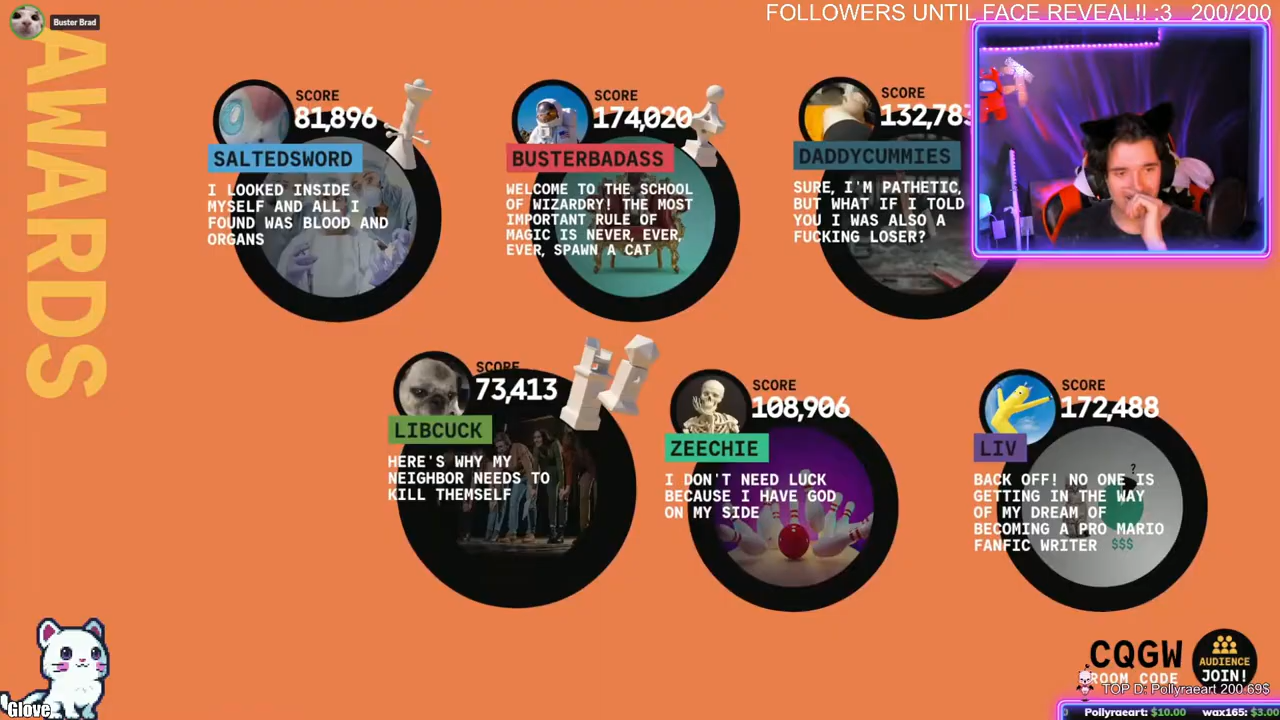 FOLLOWERS UNTIL FACE REVEAL!! :3 200/200
Buster Brad
AWARDS
SCORE
81,896
SALTEDSWORD
I LOOKED INSIDE
MYSELF AND ALL I
FOUND WAS BLOOD AND
ORGANS
SCORE
174,020
BUSTERBADASS
WELCOME TO THE SCHOOL
OF WIZARDRY! THE MOST
IMPORTANT RULE OF
MAGIC IS NEVER, EVER,
EVER, SPAWN A CAT
SCORE
132,783
DADDYCUMMIES
SURE, I'M PATHETIC,
BUT WHAT IF I TOLD
YOU I WAS ALSO A
FUCKING LOSER?
SCORE
73,413
LIBCUCK
HERE'S WHY MY
NEIGHBOR NEEDS TO
KILL THEMSELF
SCORE
108,906
ZEECHIE
I DON'T NEED LUCK
BECAUSE I HAVE GOD
ON MY SIDE
SCORE
172,488
LIV
?
BACK OFF! NO ONE IS
GETTING IN THE WAY
OF MY DREAM OF
BECOMING A PRO MARIO
FANFIC WRITER $$$
Glove
CQGW
ROOM CODE
AUDIENCE
JOIN!
TOP D: Pollyraeart 200.69$
Pollyraeart: $10.00 wax165: $3.00